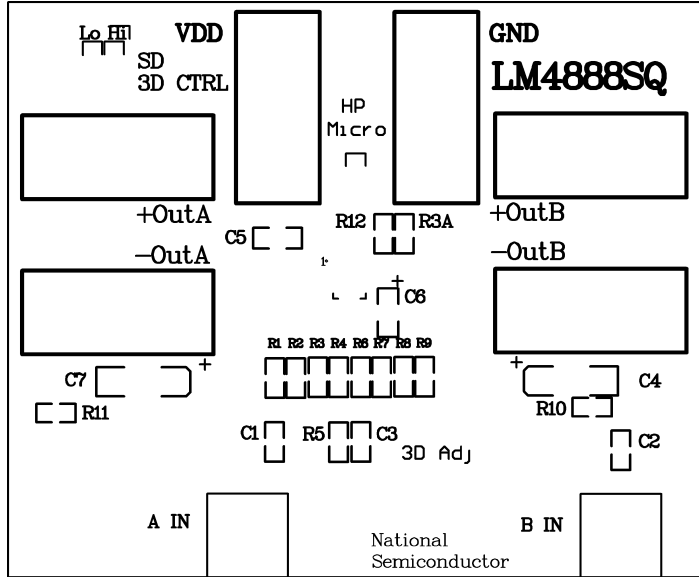 Lo Hi
VDD
GND
SD
3D CTRL
LM4888SQ
HP
Micro
+OutA
R12
R3A
+OutB
C5
-OutA
-OutB
1
+
C6
R1 R2 R3 R4 R6 R7 R8 R9
C7
+
+
C4
R11
R10
C1
R5
C3
3D Adj
C2
A IN
B IN
National
Semiconductor